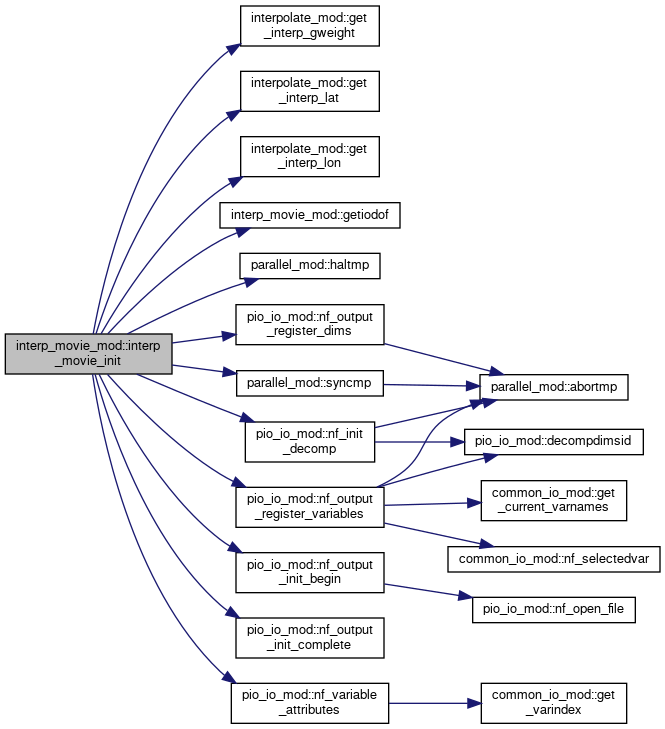 interpolate_mod::get
_interp_gweight
interpolate_mod::get
_interp_lat
interpolate_mod::get
_interp_lon
interp_movie_mod::getiodof
parallel_mod::haltmp
pio_io_mod::nf_output
_register_dims
interp_movie_mod::interp
_movie_init
parallel_mod::syncmp
parallel_mod::abortmp
pio_io_mod::nf_init
_decomp
pio_io_mod::decompdimsid
pio_io_mod::nf_output
_register_variables
common_io_mod::get
_current_varnames
common_io_mod::nf_selectedvar
pio_io_mod::nf_output
_init_begin
pio_io_mod::nf_open_file
pio_io_mod::nf_output
_init_complete
pio_io_mod::nf_variable
_attributes
common_io_mod::get
_varindex